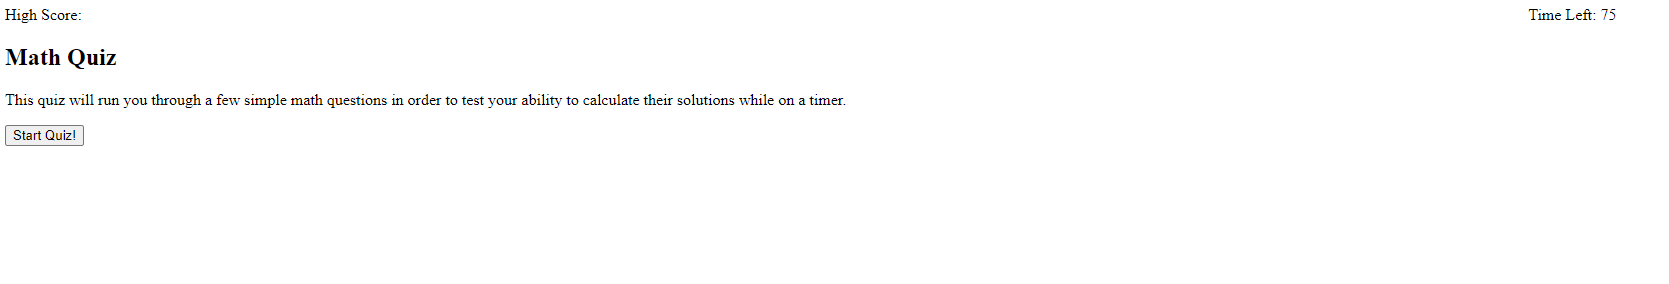 High Score: Time Left: 75
Math Quiz
This quiz will run you through a few simple math questions in order to test your ability to calculate their solutions while on a timer.
Start Quiz!